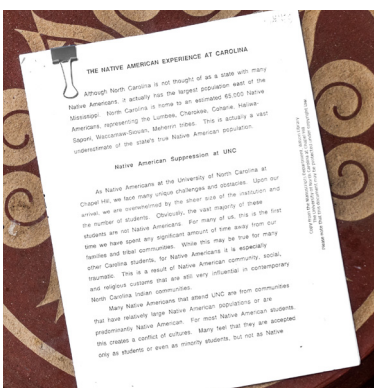 THE NATIVE AMERICAN EXPERIENCE AT CAROLINA
Although North Carolina is not thought of as a state with many
Native Americans, it actually has the largest population east of the
Mississippi. North Carolina is home to an estimated 65,000 Native
Americans, representing the Lumbee, Cherokee, Coharie, Haliwa-
Saponi, Waccamaw-Siouan, Meherrin tribes. This is actually a vast
underestimate of the state's true Native American population.
Native American Suppression at UNC
As Native Americans at the University of North Carolina at
Chapel Hill, we face many unique challenges and obstacles. Upon our
arrival, we are overwhelmed by the sheer size of the institution and
the number of students. Obviously, the vast majority of these
students are not Native Americans. For many of us, this is the first
time we have spent any significant amount of time away from our
families and tribal communities. While this may be true for many
other Carolina students, for Native Americans it is especially
traumatic. This is a result of Native American community, social,
and religious customs that are still very influential in contemporary
North Carolina Indian communities.
Many Native Americans that attend UNC are from communities
that have relatively large Native American populations or are
predominantly Native American. For most Native American students,
this creates a conflict of cultures. Many feel that they are accepted
only as students or even as minority students, but not as Native